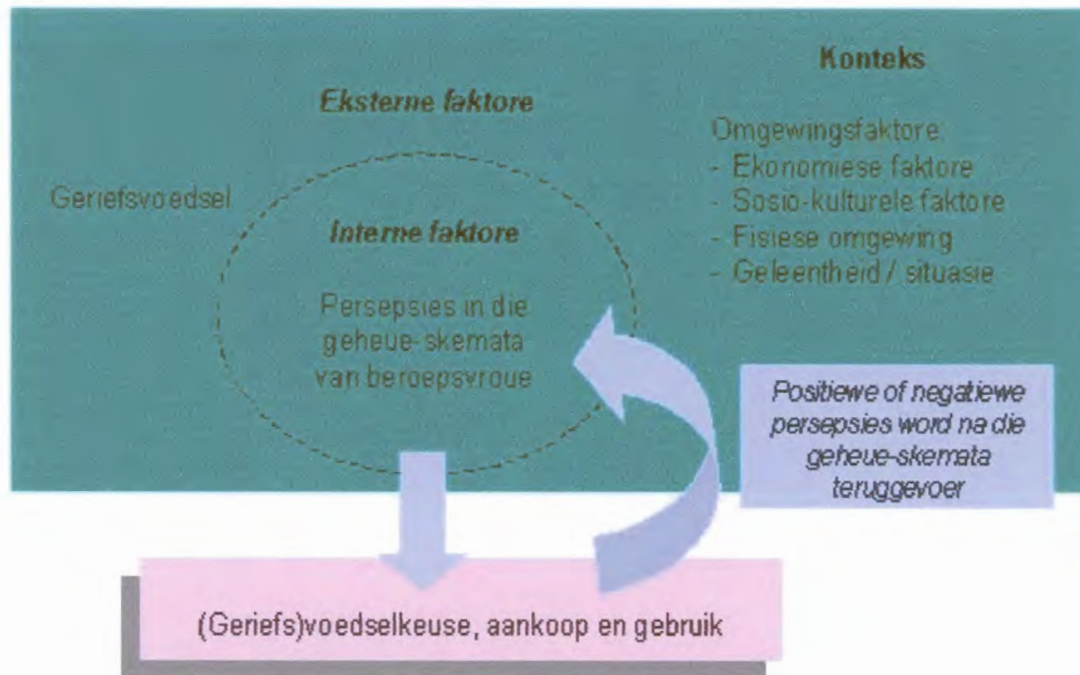 Konteks
Eksterne faktore
Omgewingsfaktore
- Ekonomiese faktore
Geriefsvoedsel
- Sosio-kulturele faktore
Interne faktore
- Fisiese omgewing
- Geleentheid / situasie
Persepsies in die
geheue-skemata
van beroepsvroue
Positiewe of negatiewe
persepsies word na die
geheue-skemata
teruggevoer
(Geriefs)voedselkeuse, aankoop en gebruik